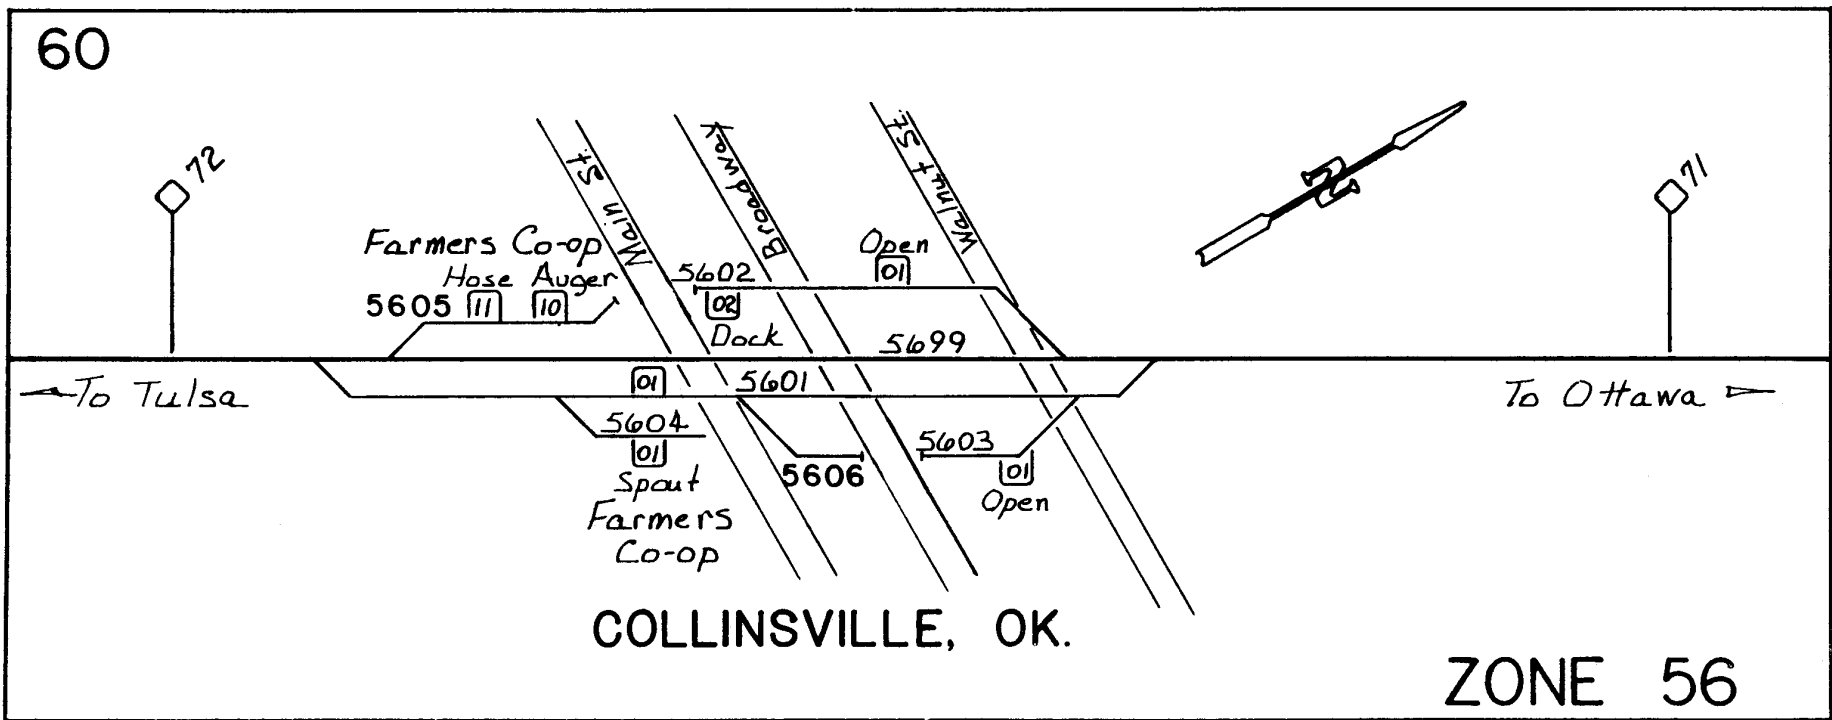 60
72
71
Main St.
Broadway
Walnut St.
N
Farmers Co-op
Hose Auger
5605 11 10
5602
02
Dock
Open
01
5699
01 5601
To Tulsa
To Ottawa
5604
01
Spout
Farmers
Co-op
5606
5603
01
Open
COLLINSVILLE, OK.
ZONE 56